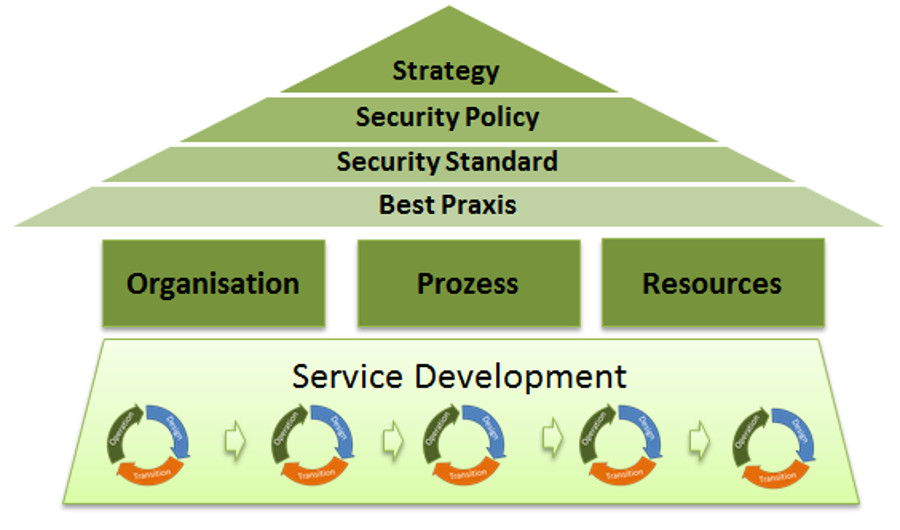 Strategy
Security Policy
Security Standard
Best Praxis
Organisation
Prozess
Resources
Service Development
Operation
Design
Transition
Operation
Design
Transition
Operation
Design
Transition
Operation
Design
Transition
Operation
Design
Transition